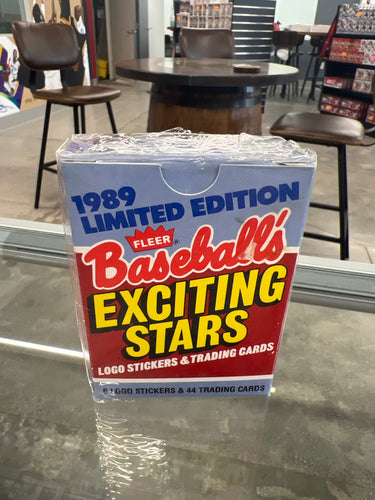 1989
LIMITED EDITION
FLEER
Baseball's
EXCITING
STARS
LOGO STICKERS & TRADING CARDS
6 LOGO STICKERS & 44 TRADING CARDS